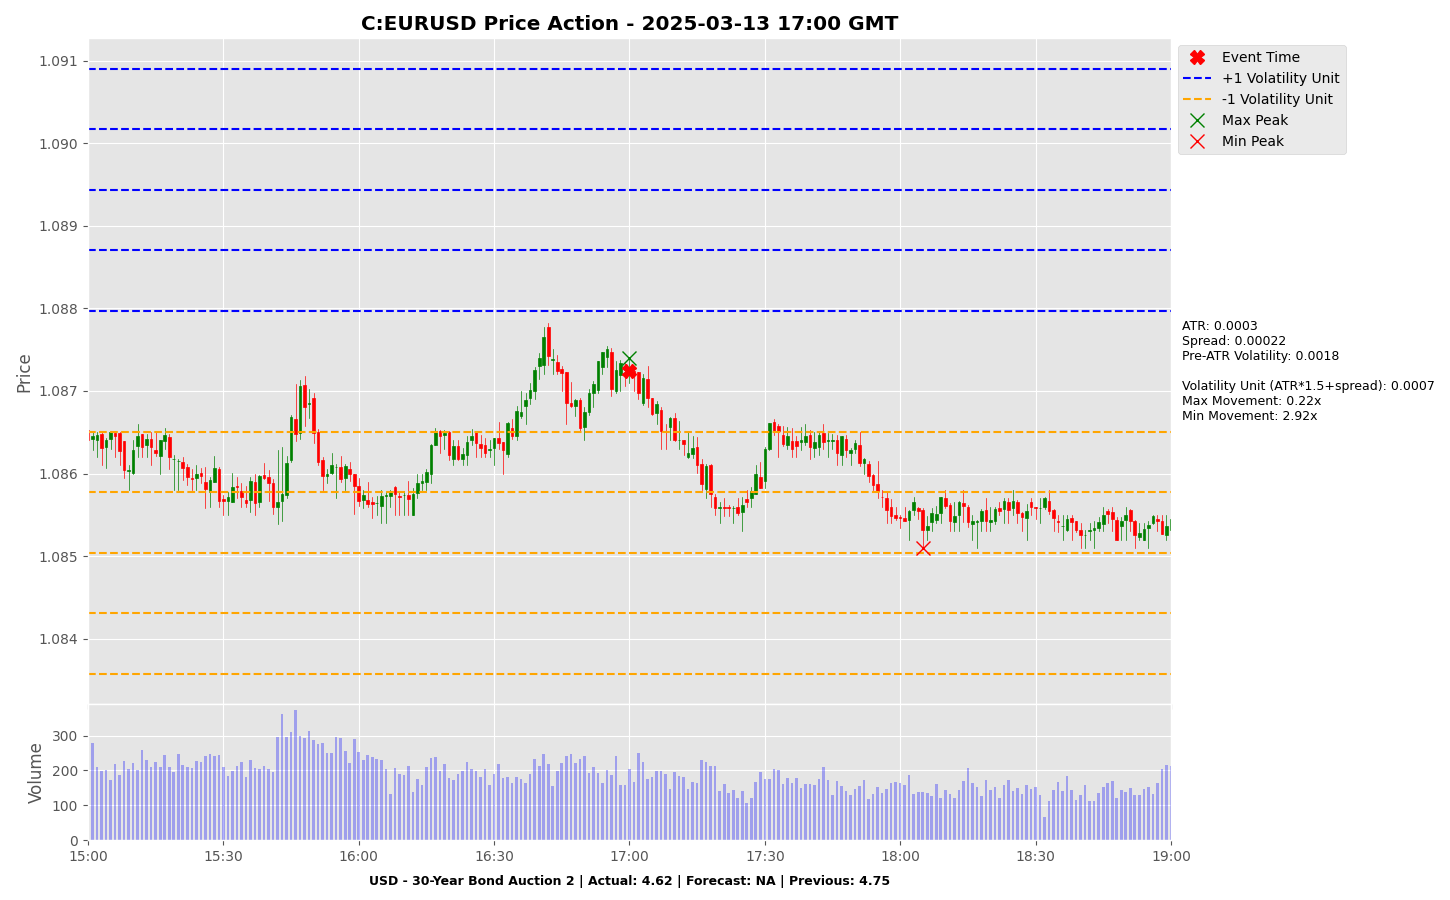 C:EURUSD Price Action - 2025-03-13 17:00 GMT
Event Time
+1 Volatility Unit
-1 Volatility Unit
Max Peak
Min Peak
1.091
1.090
1.089
1.088
1.087
1.086
1.085
1.084
Price
ATR: 0.0003
Spread: 0.00022
Pre-ATR Volatility: 0.0018
Volatility Unit (ATR*1.5+spread): 0.0007
Max Movement: 0.22x
Min Movement: 2.92x
300
200
100
0
Volume
15:00 15:30 16:00 16:30 17:00 17:30 18:00 18:30 19:00
USD - 30-Year Bond Auction 2 | Actual: 4.62 | Forecast: NA | Previous: 4.75